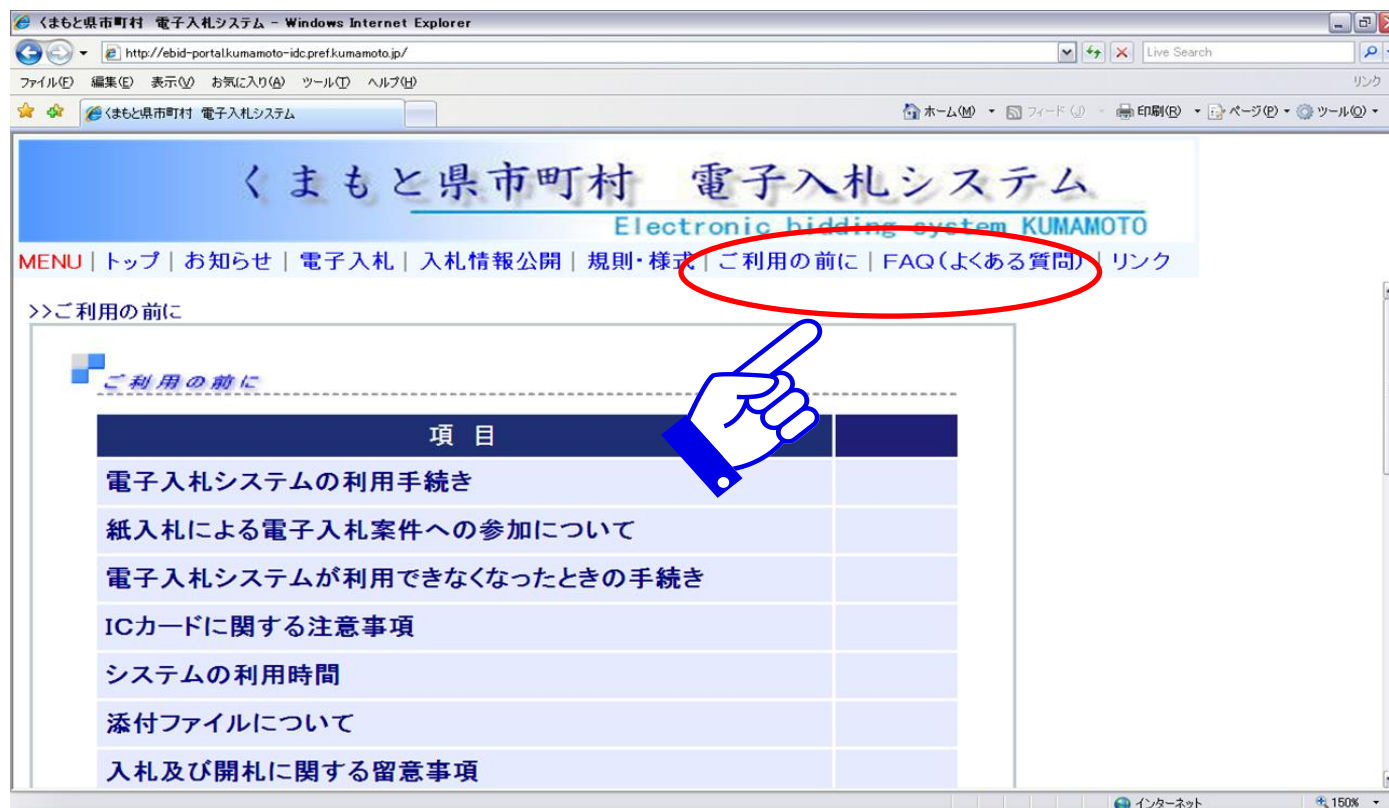 くまもと県市町村 電子入札システム - Windows Internet Explorer
http://ebid-portal.kumamoto-idc.pref.kumamoto.jp/
Live Search
ファイル(F) 編集(E) 表示(V) お気に入り(A) ツール(T) ヘルプ(H)
リンク
くまもと県市町村 電子入札システム
ホーム(M) フィード(J) 印刷(R) ページ(P) ツール(O)
くまもと県市町村 電子入札システム
Electronic bidding system KUMAMOTO
MENU|トップ|お知らせ|電子入札|入札情報公開|規則・様式|ご利用の前に|FAQ(よくある質問)|リンク
>>ご利用の前に
ご利用の前に
項 目
電子入札システムの利用手続き
紙入札による電子入札案件への参加について
電子入札システムが利用できなくなったときの手続き
ICカードに関する注意事項
システムの利用時間
添付ファイルについて
入札及び開札に関する留意事項
インターネット
150%